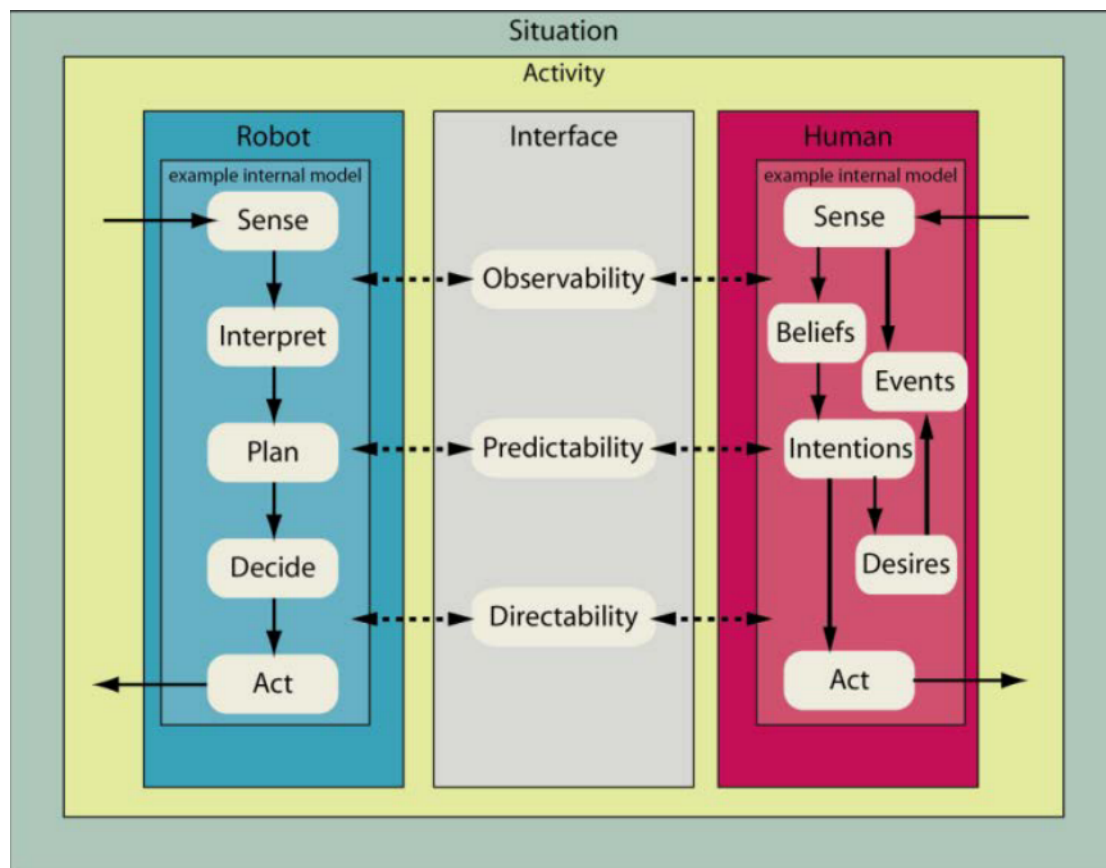 Situation
Activity
Robot
example internal model
Sense
Interpret
Plan
Decide
Act
Interface
Observability
Predictability
Directability
Human
example internal model
Sense
Beliefs
Events
Intentions
Desires
Act